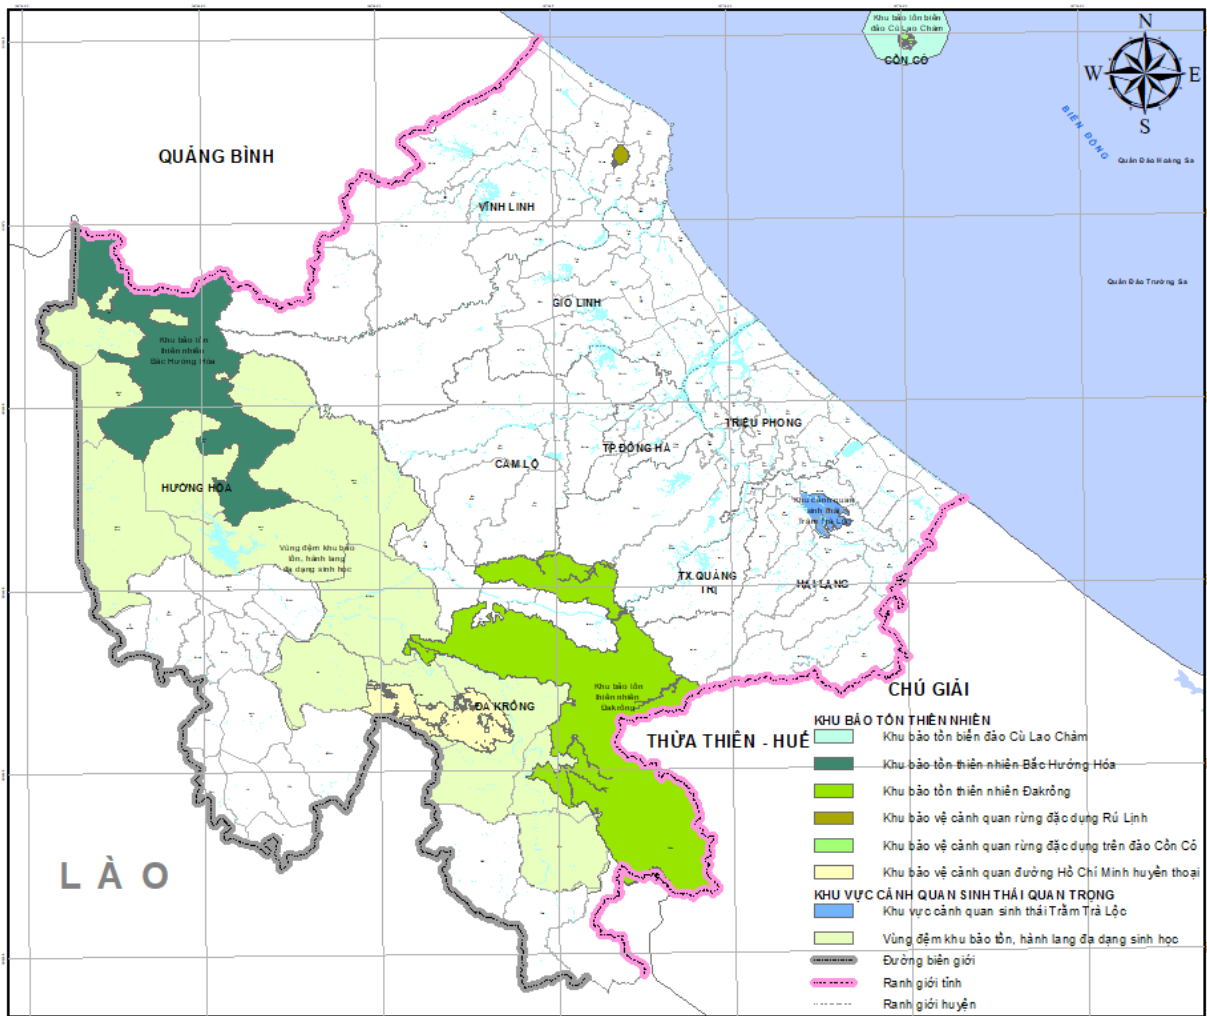 Khu bảo tồn biển
đảo Cù Lao Chàm
CỒN CỎ
N
W
E
S
BIỂN ĐÔNG
Quần Đảo Hoàng Sa
QUẢNG BÌNH
VĨNH LINH
Quần Đảo Trường Sa
GIO LINH
Khu bảo tồn
thiên nhiên
Bắc Hướng Hóa
TRIỆU PHONG
TP.ĐÔNG HÀ
CAM LỘ
HƯỚNG HÓA
Khu cảnh quan
sinh thái
Trằm Trà Lộc
Vùng đệm khu bảo
tồn, hành lang
đa dạng sinh học
TX.QUẢNG
TRỊ
HẢI LĂNG
Khu bảo tồn
thiên nhiên
Đakrông
ĐA KRÔNG
THỪA THIÊN - HUẾ
LÀO
CHÚ GIẢI
KHU BẢO TỒN THIÊN NHIÊN
Khu bảo tồn biển đảo Cù Lao Chàm
Khu bảo tồn thiên nhiên Bắc Hướng Hóa
Khu bảo tồn thiên nhiên Đakrông
Khu bảo vệ cảnh quan rừng đặc dụng Rú Lịnh
Khu bảo vệ cảnh quan rừng đặc dụng trên đảo Cồn Cỏ
Khu bảo vệ cảnh quan đường Hồ Chí Minh huyền thoại
KHU VỰC CẢNH QUAN SINH THÁI QUAN TRỌNG
Khu vực cảnh quan sinh thái Trằm Trà Lộc
Vùng đệm khu bảo tồn, hành lang đa dạng sinh học
Đường biên giới
Ranh giới tỉnh
Ranh giới huyện